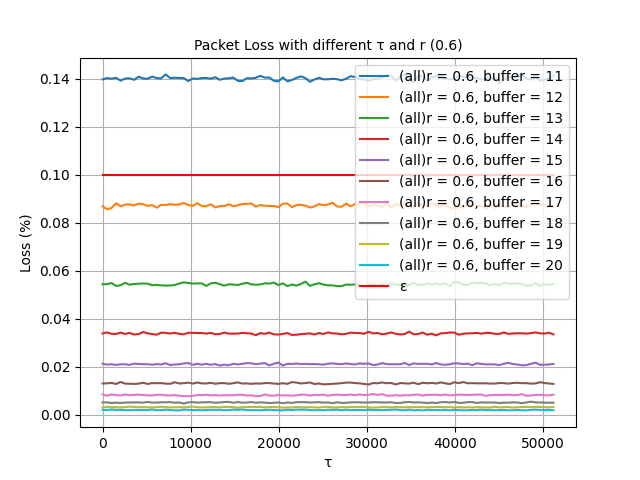 Packet Loss with different τ and r (0.6)
Loss (%)
0.14
0.12
0.10
0.08
0.06
0.04
0.02
0.00
(all)r = 0.6, buffer = 11
(all)r = 0.6, buffer = 12
(all)r = 0.6, buffer = 13
(all)r = 0.6, buffer = 14
(all)r = 0.6, buffer = 15
(all)r = 0.6, buffer = 16
(all)r = 0.6, buffer = 17
(all)r = 0.6, buffer = 18
(all)r = 0.6, buffer = 19
(all)r = 0.6, buffer = 20
ε
0 10000 20000 30000 40000 50000
τ